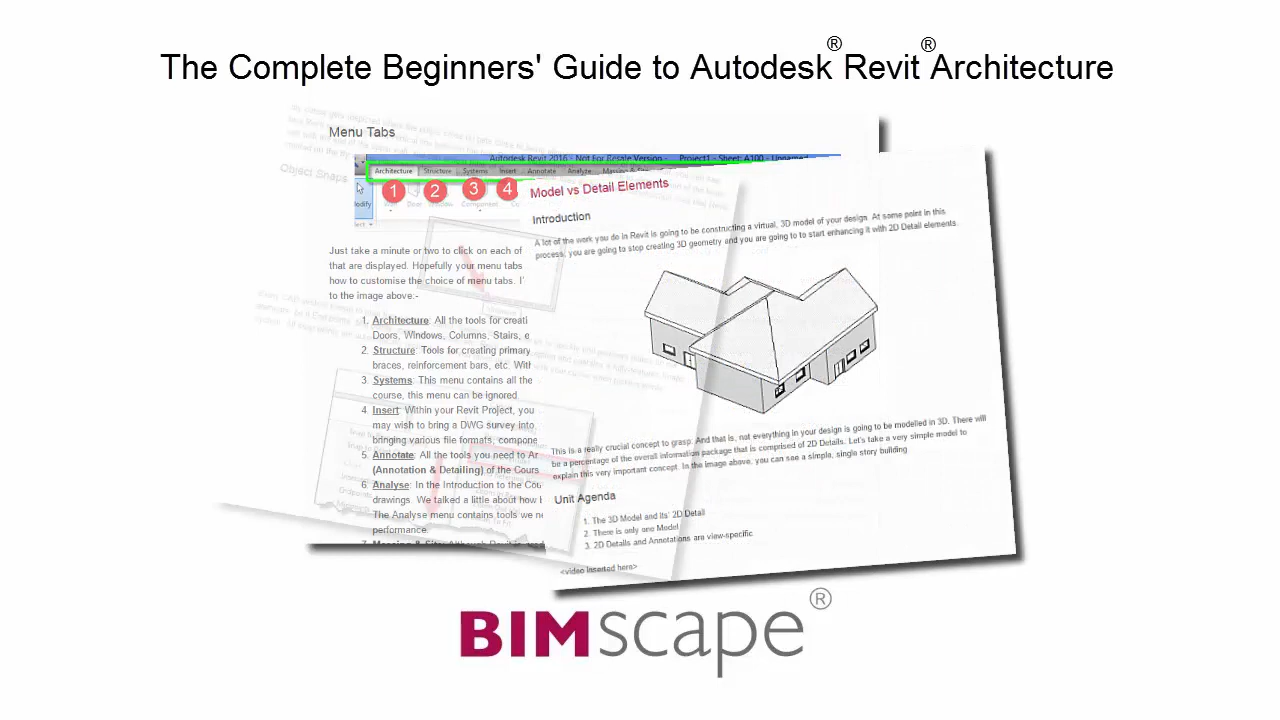 The Complete Beginners' Guide to Autodesk® Revit® Architecture
Menu Tabs
Autodesk Revit 2016 - Not For Resale Version - Project1 - Sheet: A100 - Unnamed
Architecture Structure Systems Insert Annotate Analyze
1 2 3 4
Modify
Object Snaps
Just take a minute or two to click on each of
that are displayed. Hopefully your menu tabs
how to customise the choice of menu tabs. I'
to the image above:-
1. Architecture: All the tools for creati
Doors, Windows, Columns, Stairs, e
2. Structure: Tools for creating primary
braces, reinforcement bars, etc. With
3. Systems: This menu contains all the
course, this menu can be ignored.
4. Insert: Within your Revit Project, you
may wish to bring a DWG survey into
bringing various file formats, compone
5. Annotate: All the tools you need to Ar
(Annotation & Detailing) of the Cours
6. Analyse: In the Introduction to the Cou
drawings. We talked a little about how b
The Analyse menu contains tools we ne
performance.
Model vs Detail Elements
Introduction
A lot of the work you do in Revit is going to be constructing a virtual, 3D model of your design. At some point in this
process, you are going to stop creating 3D geometry and you are going to to start enhancing it with 2D Detail elements.
This is a really crucial concept to grasp. And that is, not everything in your design is going to be modelled in 3D. There will
be a percentage of the overall information package that is comprised of 2D Details. Let's take a very simple model to
explain this very important concept. In the image above, you can see a simple, single story building
Unit Agenda
1. The 3D Model and its' 2D Detail
2. There is only one Model
3. 2D Details and Annotations are view-specific
<video inserted here>
BIMscape®